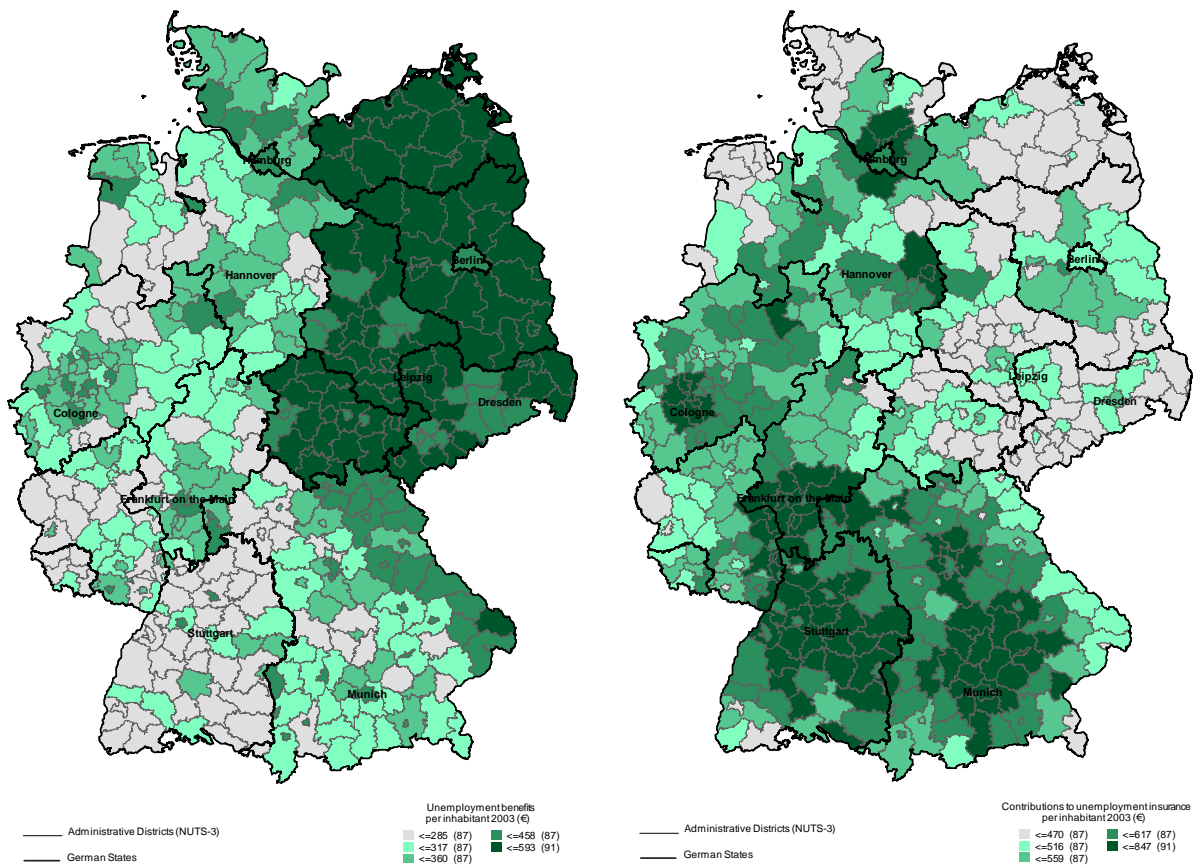 Hamburg
Berlin
Hannover
Leipzig
Dresden
Cologne
Frankfurt on the Main
Stuttgart
Munich
Unemployment benefits
per inhabitant 2003 (€)
Administrative Districts (NUTS-3)
German States
<=285 (87)
<=317 (87)
<=360 (87)
<=458 (87)
<=593 (91)
Hamburg
Berlin
Hannover
Leipzig
Dresden
Cologne
Frankfurt on the Main
Stuttgart
Munich
Contributions to unemployment insurance
per inhabitant 2003 (€)
Administrative Districts (NUTS-3)
German States
<=470 (87)
<=516 (87)
<=559 (87)
<=617 (87)
<=847 (91)